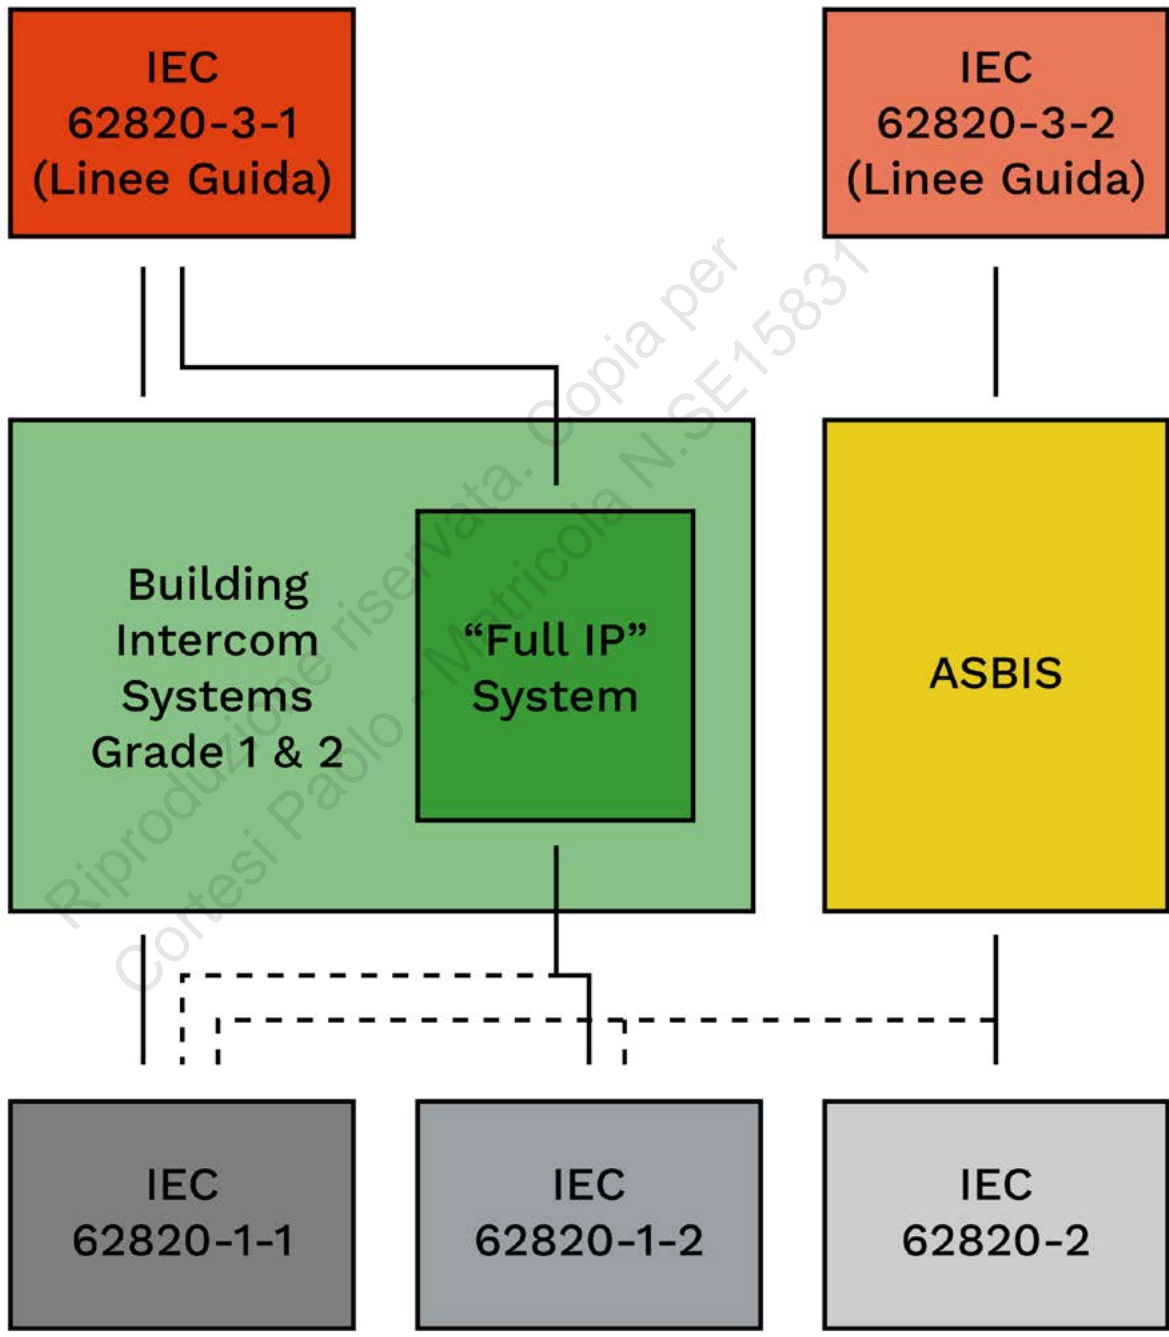 IEC
62820-3-1
(Linee Guida)
IEC
62820-3-2
(Linee Guida)
Building
Intercom
Systems
Grade 1 & 2
“Full IP”
System
ASBIS
IEC
62820-1-1
IEC
62820-1-2
IEC
62820-2
Riproduzione riservata. Copia per
Cortesi Paolo - Matricola N.SE15831